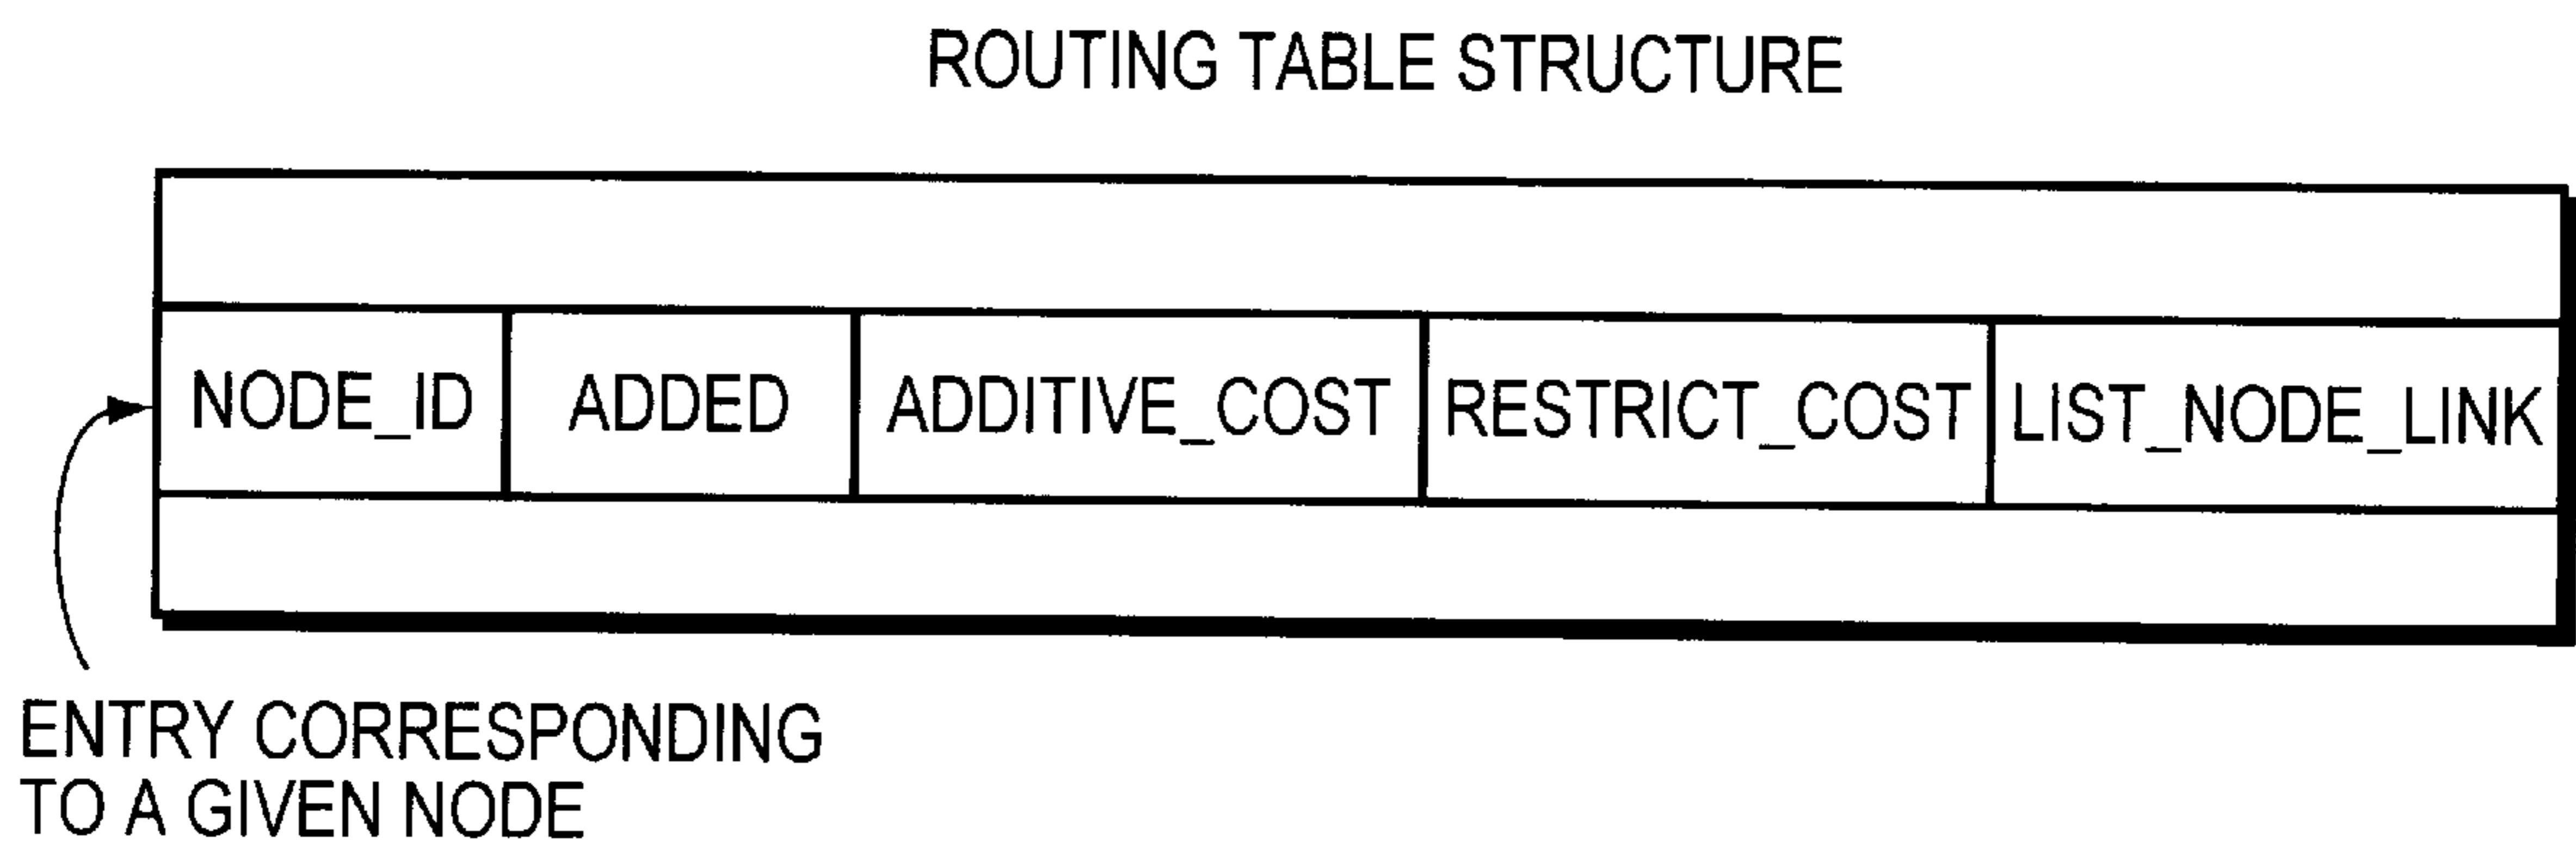 ROUTING TABLE STRUCTURE
NODE_ID ADDED ADDITIVE_COST RESTRICT_COST LIST_NODE_LINK
ENTRY CORRESPONDING
TO A GIVEN NODE